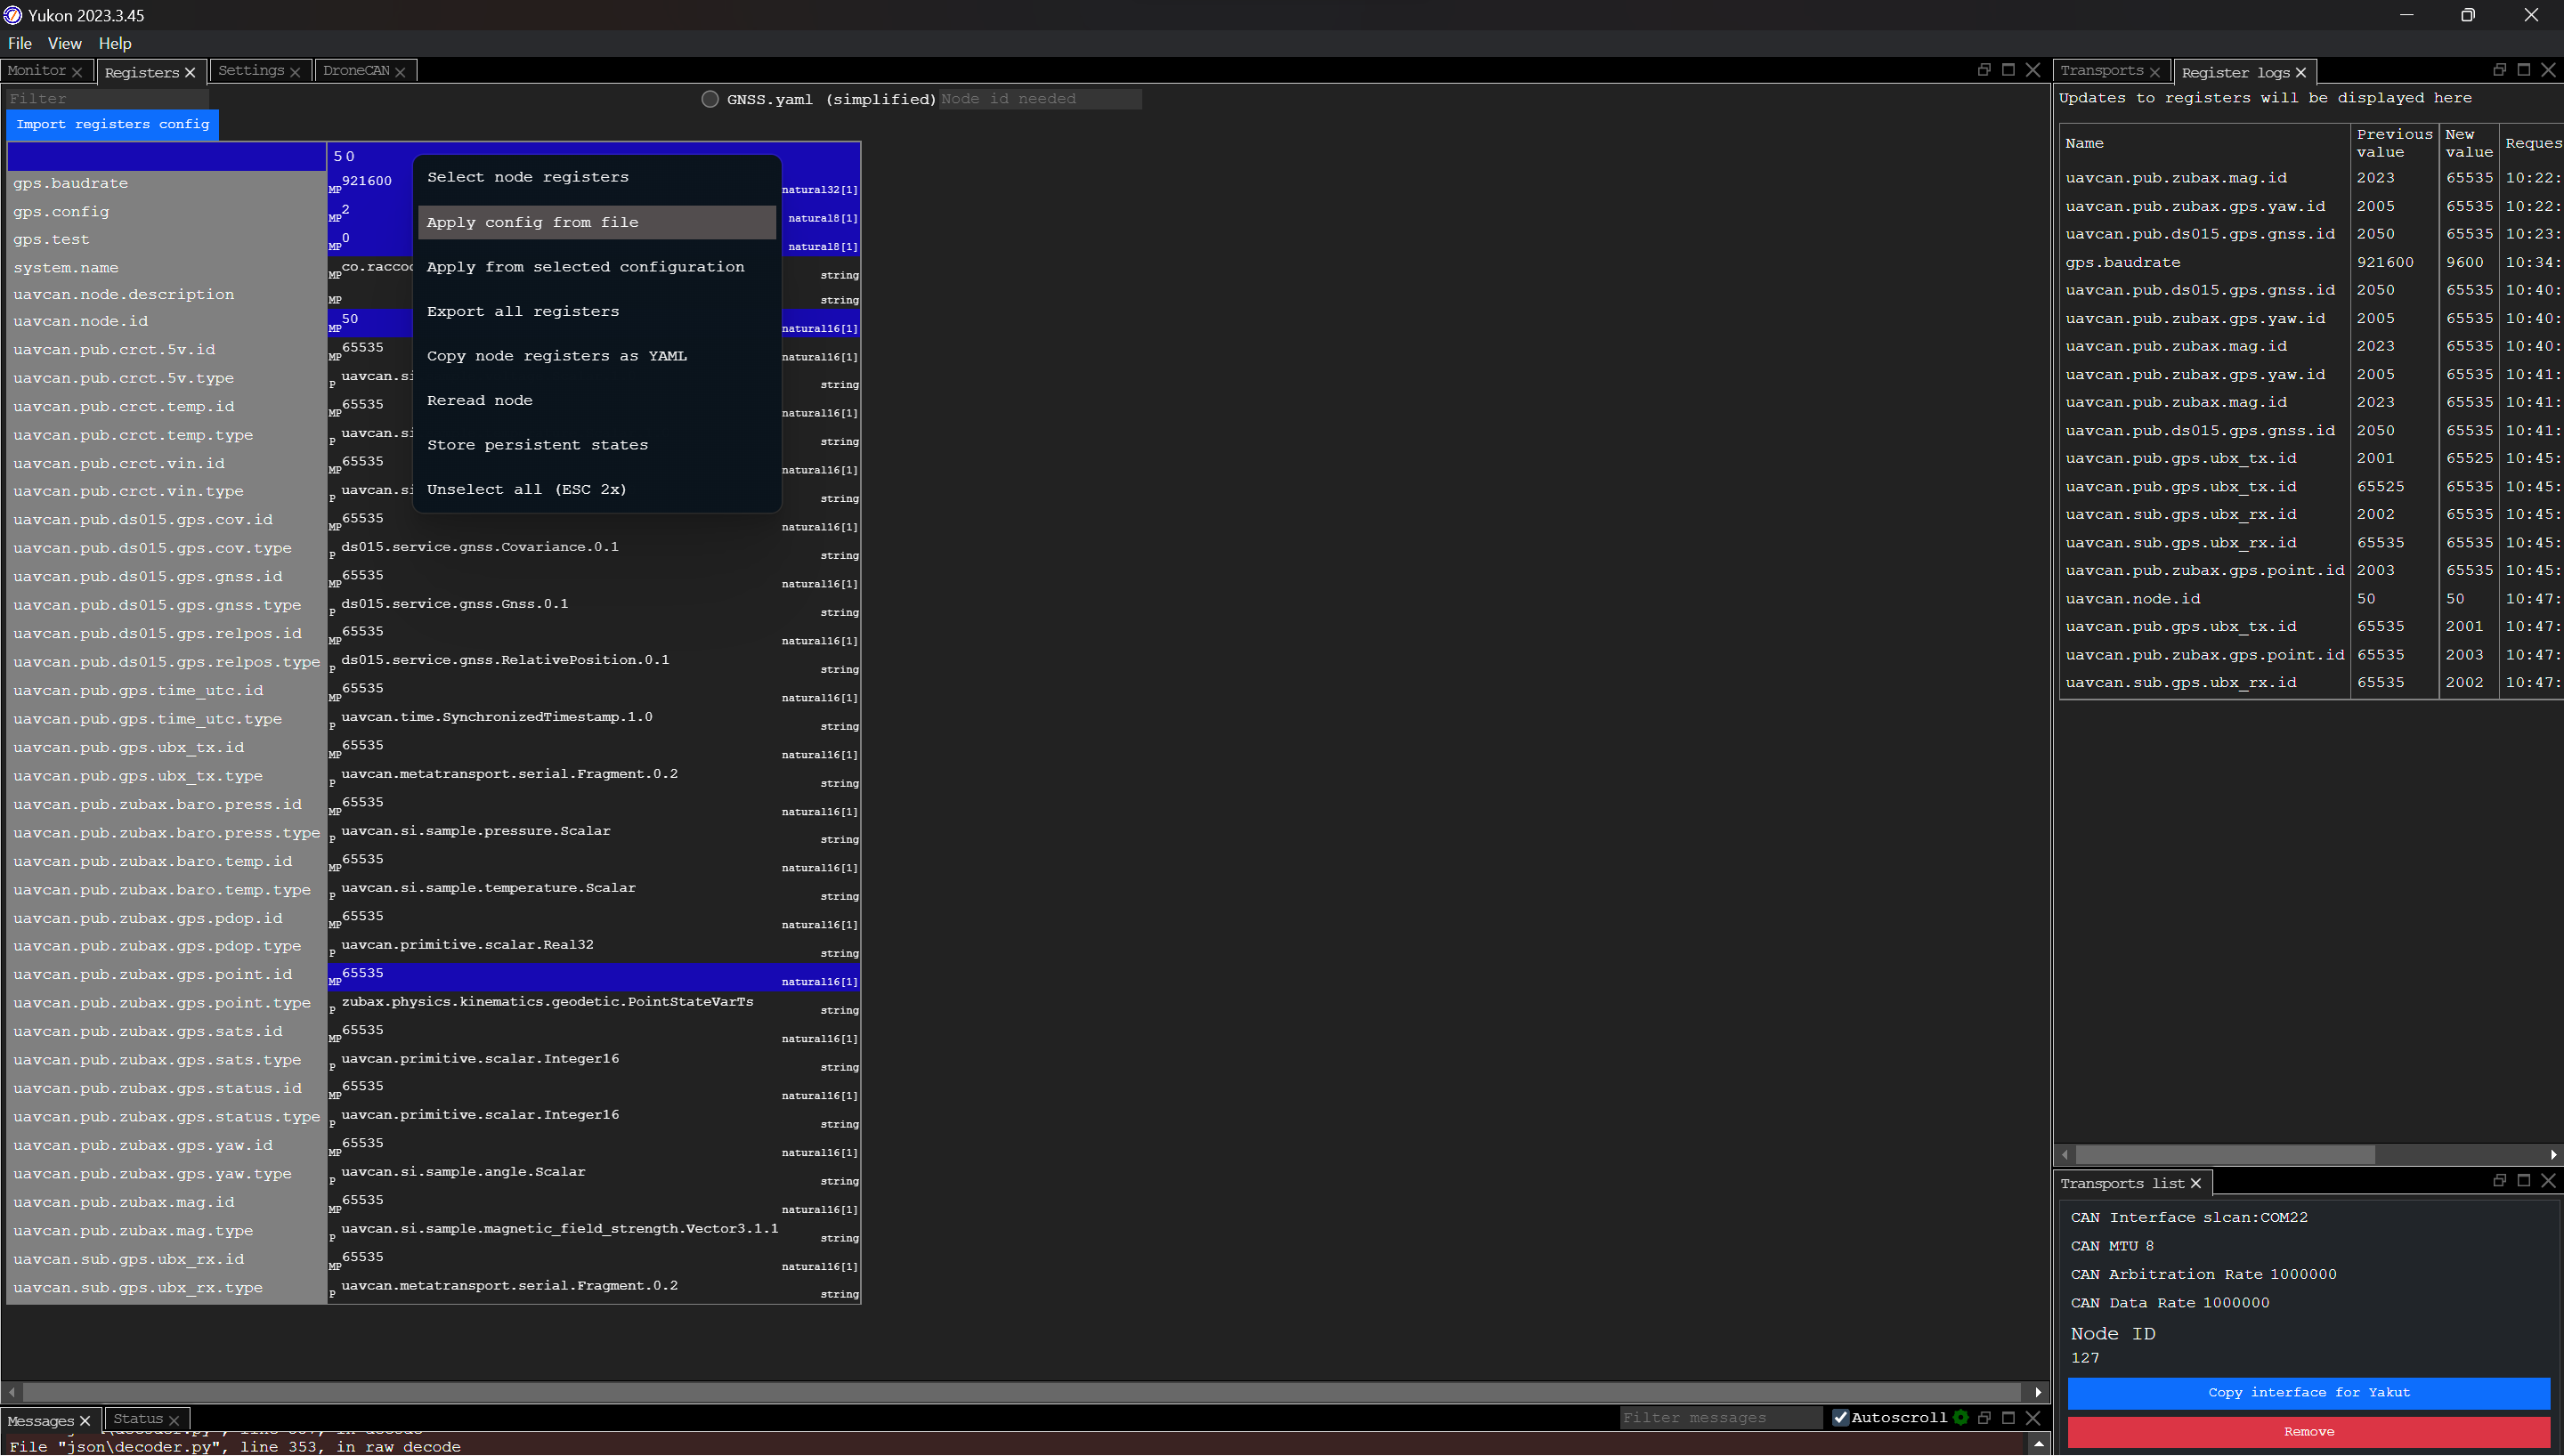 Yukon 2023.3.45
File View Help
Monitor Registers Settings DroneCAN
Filter
GNSS.yaml (simplified) Node id needed
Import registers config
50
gps.baudrate MP 921600 natural32[1]
gps.config MP 2 natural8[1]
gps.test MP 0 natural8[1]
system.name MP co.raccoo string
uavcan.node.description MP string
uavcan.node.id MP 50 natural16[1]
uavcan.pub.crct.5v.id MP 65535 natural16[1]
uavcan.pub.crct.5v.type P uavcan.si string
uavcan.pub.crct.temp.id MP 65535 natural16[1]
uavcan.pub.crct.temp.type P uavcan.si string
uavcan.pub.crct.vin.id MP 65535 natural16[1]
uavcan.pub.crct.vin.type P uavcan.si string
uavcan.pub.ds015.gps.cov.id MP 65535 natural16[1]
uavcan.pub.ds015.gps.cov.type P ds015.service.gnss.Covariance.0.1 string
uavcan.pub.ds015.gps.gnss.id MP 65535 natural16[1]
uavcan.pub.ds015.gps.gnss.type P ds015.service.gnss.Gnss.0.1 string
uavcan.pub.ds015.gps.relpos.id MP 65535 natural16[1]
uavcan.pub.ds015.gps.relpos.type P ds015.service.gnss.RelativePosition.0.1 string
uavcan.pub.gps.time_utc.id MP 65535 natural16[1]
uavcan.pub.gps.time_utc.type P uavcan.time.SynchronizedTimestamp.1.0 string
uavcan.pub.gps.ubx_tx.id MP 65535 natural16[1]
uavcan.pub.gps.ubx_tx.type P uavcan.metatransport.serial.Fragment.0.2 string
uavcan.pub.zubax.baro.press.id MP 65535 natural16[1]
uavcan.pub.zubax.baro.press.type P uavcan.si.sample.pressure.Scalar string
uavcan.pub.zubax.baro.temp.id MP 65535 natural16[1]
uavcan.pub.zubax.baro.temp.type P uavcan.si.sample.temperature.Scalar string
uavcan.pub.zubax.gps.pdop.id MP 65535 natural16[1]
uavcan.pub.zubax.gps.pdop.type P uavcan.primitive.scalar.Real32 string
uavcan.pub.zubax.gps.point.id MP 65535 natural16[1]
uavcan.pub.zubax.gps.point.type P zubax.physics.kinematics.geodetic.PointStateVarTs string
uavcan.pub.zubax.gps.sats.id MP 65535 natural16[1]
uavcan.pub.zubax.gps.sats.type P uavcan.primitive.scalar.Integer16 string
uavcan.pub.zubax.gps.status.id MP 65535 natural16[1]
uavcan.pub.zubax.gps.status.type P uavcan.primitive.scalar.Integer16 string
uavcan.pub.zubax.gps.yaw.id MP 65535 natural16[1]
uavcan.pub.zubax.gps.yaw.type P uavcan.si.sample.angle.Scalar string
uavcan.pub.zubax.mag.id MP 65535 natural16[1]
uavcan.pub.zubax.mag.type P uavcan.si.sample.magnetic_field_strength.Vector3.1.1 string
uavcan.sub.gps.ubx_rx.id MP 65535 natural16[1]
uavcan.sub.gps.ubx_rx.type P uavcan.metatransport.serial.Fragment.0.2 string
Select node registers
Apply config from file
Apply from selected configuration
Export all registers
Copy node registers as YAML
Reread node
Store persistent states
Unselect all (ESC 2x)
Messages Status
Filter messages Autoscroll
File "json\decoder.py", line 353, in raw decode
Transports Register logs
Updates to registers will be displayed here
Name Previous value New value Reques
uavcan.pub.zubax.mag.id 2023 65535 10:22:
uavcan.pub.zubax.gps.yaw.id 2005 65535 10:22:
uavcan.pub.ds015.gps.gnss.id 2050 65535 10:23:
gps.baudrate 921600 9600 10:34:
uavcan.pub.ds015.gps.gnss.id 2050 65535 10:40:
uavcan.pub.zubax.gps.yaw.id 2005 65535 10:40:
uavcan.pub.zubax.mag.id 2023 65535 10:40:
uavcan.pub.zubax.gps.yaw.id 2005 65535 10:41:
uavcan.pub.zubax.mag.id 2023 65535 10:41:
uavcan.pub.ds015.gps.gnss.id 2050 65535 10:41:
uavcan.pub.gps.ubx_tx.id 2001 65525 10:45:
uavcan.pub.gps.ubx_tx.id 65525 65535 10:45:
uavcan.sub.gps.ubx_rx.id 2002 65535 10:45:
uavcan.sub.gps.ubx_rx.id 65535 65535 10:45:
uavcan.pub.zubax.gps.point.id 2003 65535 10:45:
uavcan.node.id 50 50 10:47:
uavcan.pub.gps.ubx_tx.id 65535 2001 10:47:
uavcan.pub.zubax.gps.point.id 65535 2003 10:47:
uavcan.sub.gps.ubx_rx.id 65535 2002 10:47:
Transports list
CAN Interface slcan:COM22
CAN MTU 8
CAN Arbitration Rate 1000000
CAN Data Rate 1000000
Node ID
127
Copy interface for Yakut
Remove